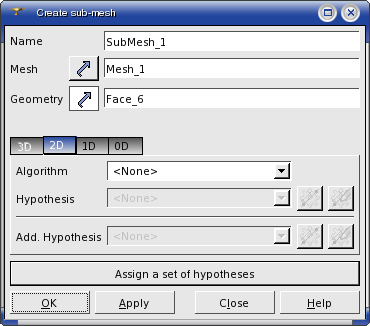 Create sub-mesh
Name SubMesh_1
Mesh Mesh_1
Geometry Face_6
3D 2D 1D 0D
Algorithm <None>
Hypothesis <None>
Add. Hypothesis <None>
Assign a set of hypotheses
OK Apply Close Help